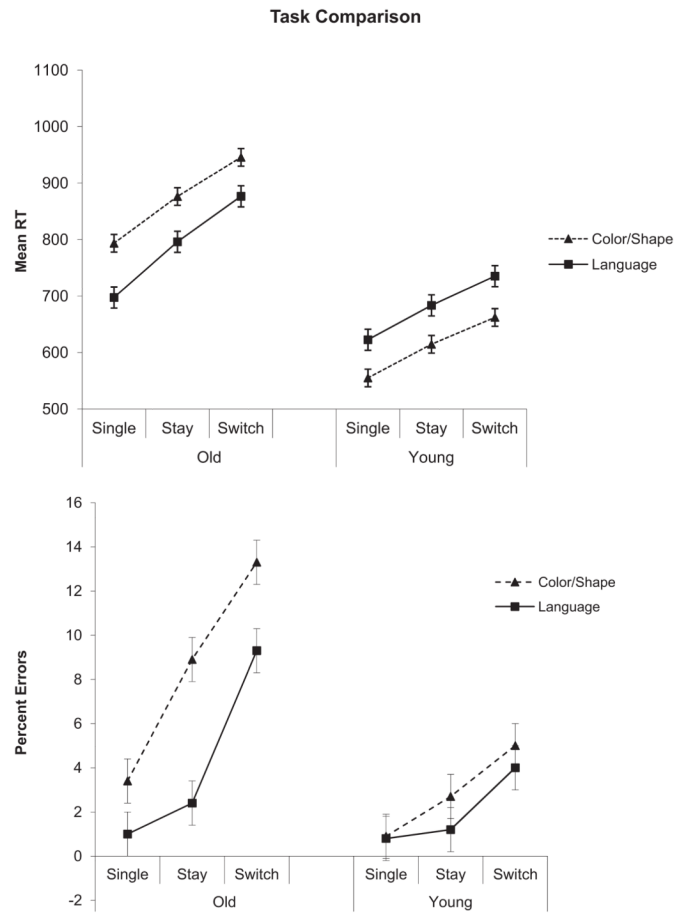 Task Comparison
1100
1000
900
800
700
600
500
Mean RT
Single Stay Switch Single Stay Switch
Old Young
Color/Shape
Language
16
14
12
10
8
6
4
2
0
-2
Percent Errors
Single Stay Switch Single Stay Switch
Old Young
Color/Shape
Language